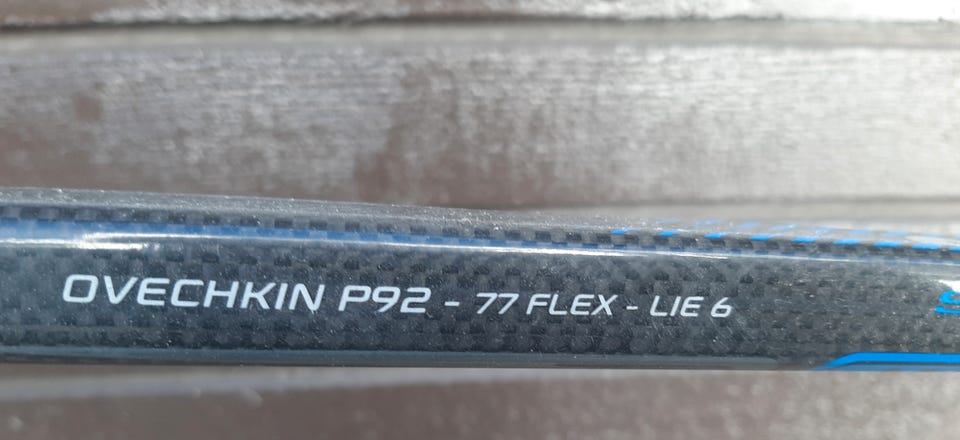 OVECHKIN P92 - 77 FLEX - LIE 6